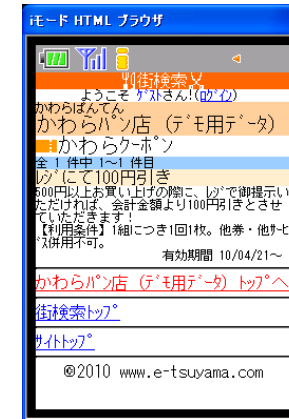 iモード HTML ブラウザ
街検索
ようこそ ｹﾞｽﾄさん!(ﾛｸﾞｲﾝ)
かわらぱんてん
かわらﾊﾟﾝ店 (ﾃﾞﾓ用ﾃﾞｰﾀ)
かわらｸｰﾎﾟﾝ
全 1 件中 1～1 件目
ﾚｼﾞにて100円引き
500円以上お買い上げの際に、ﾚｼﾞで御提示い
ただければ、会計金額より100円引きとさせ
ていただきます!
【利用条件】1組につき1回1枚。他券・他ｻｰﾋ
ﾞｽ併用不可。
有効期間 10/04/21～
かわらﾊﾟﾝ店 (ﾃﾞﾓ用ﾃﾞｰﾀ) ﾄｯﾌﾟへ
街検索ﾄｯﾌﾟ
ｻｲﾄﾄｯﾌﾟ
©2010 www.e-tsuyama.com